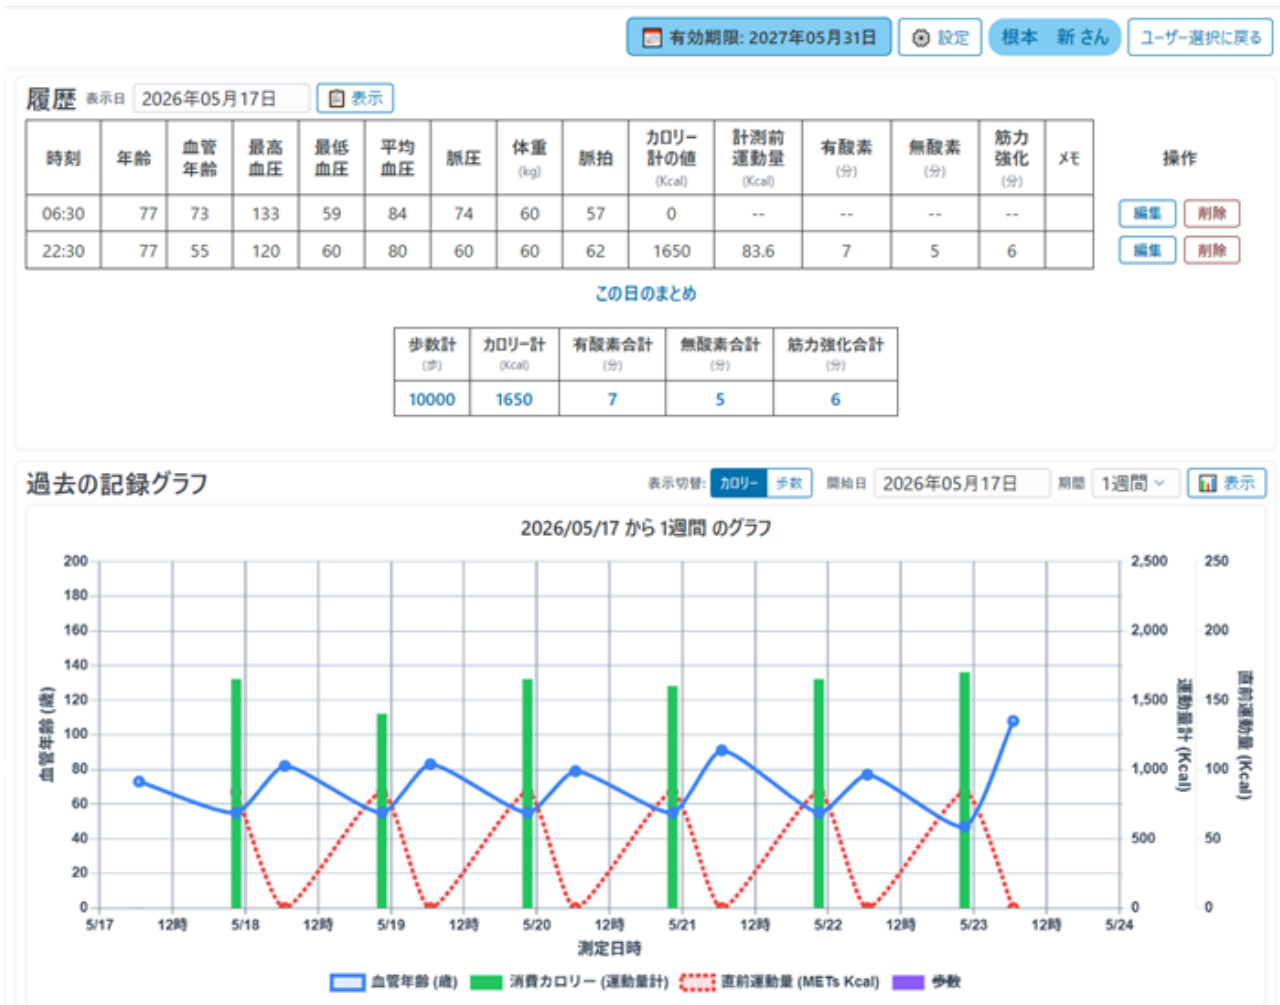 有効期限: 2027年05月31日 設定 根本 新 さん ユーザー選択に戻る
履歴 表示日 2026年05月17日 表示
時刻 年齢 血管年齢 最高血圧 最低血圧 平均血圧 脈圧 体重(kg) 脈拍 カロリー計の値(Kcal) 計測前運動量(Kcal) 有酸素(分) 無酸素(分) 筋力強化(分) メモ 操作
06:30 77 73 133 59 84 74 60 57 0 -- -- -- -- 編集 削除
22:30 77 55 120 60 80 60 60 62 1650 83.6 7 5 6 編集 削除
この日のまとめ
歩数計(歩) カロリー計(Kcal) 有酸素合計(分) 無酸素合計(分) 筋力強化合計(分)
10000 1650 7 5 6
過去の記録グラフ 表示切替: カロリー 歩数 開始日 2026年05月17日 期間 1週間 表示
2026/05/17 から 1週間 のグラフ
200 2,500 250
180
160 2,000 200
140
120 1,500 150
100
80 1,000 100
60
40 500 50
20
0 0 0
血管年齢 (歳)
運動量計 (Kcal)
直前運動量 (Kcal)
5/17 12時 5/18 12時 5/19 12時 5/20 12時 5/21 12時 5/22 12時 5/23 12時 5/24
測定日時
血管年齢 (歳) 消費カロリー (運動量計) 直前運動量 (METs Kcal) 歩数